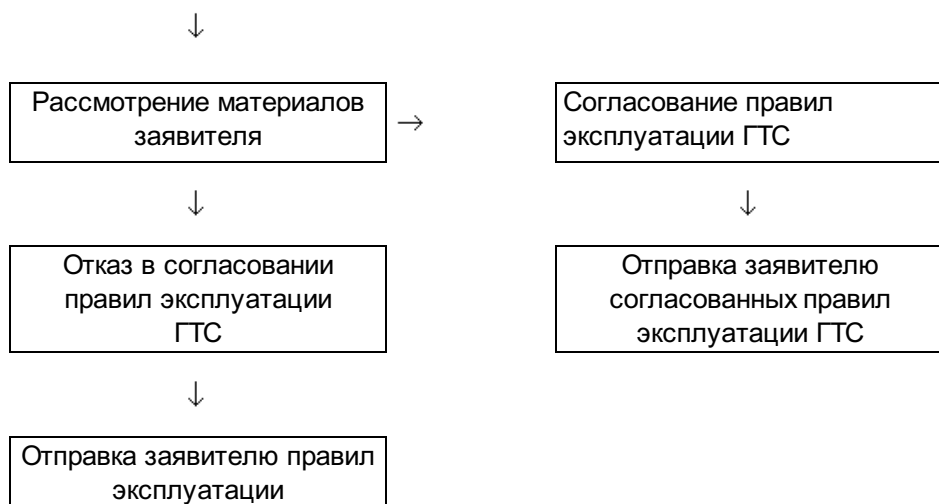 ↓
Рассмотрение материалов
заявителя
→
Согласование правил
эксплуатации ГТС
↓
↓
Отказ в согласовании
правил эксплуатации
ГТС
Отправка заявителю
согласованных правил
эксплуатации ГТС
↓
Отправка заявителю правил
эксплуатации